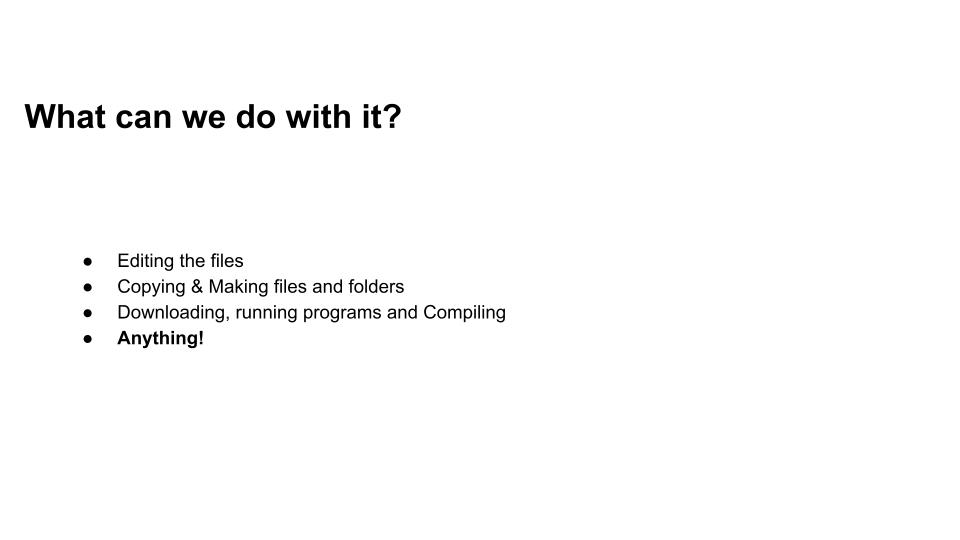 What can we do with it?
● Editing the files
● Copying & Making files and folders
● Downloading, running programs and Compiling
● Anything!